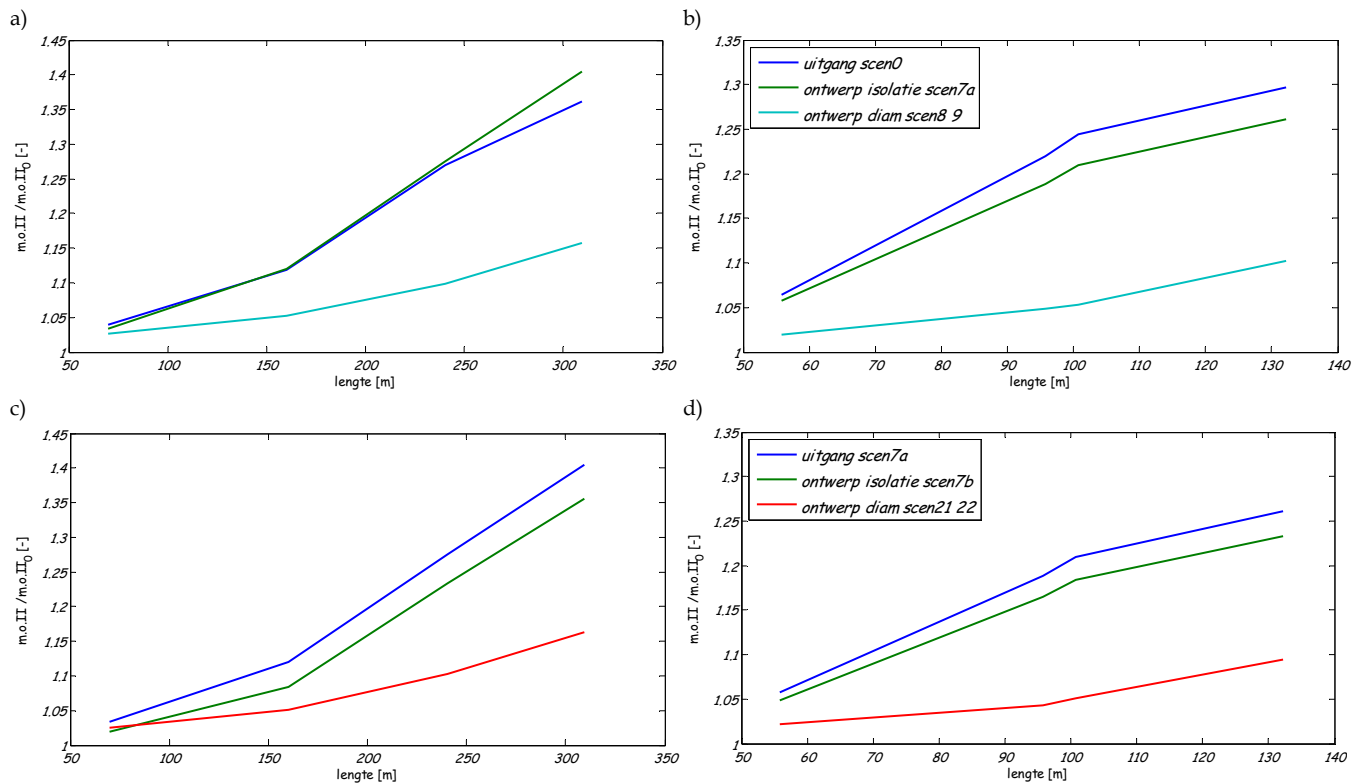 a)
1.45
1.4
1.35
1.3
1.25
1.2
1.15
1.1
1.05
1
m.o.II /m.o.II0 [-]
50 100 150 200 250 300 350
lengte [m]
b)
1.35
1.3
1.25
1.2
1.15
1.1
1.05
1
m.o.II /m.o.II0 [-]
uitgang scen0
ontwerp isolatie scen7a
ontwerp diam scen8 9
50 60 70 80 90 100 110 120 130 140
lengte [m]
c)
1.45
1.4
1.35
1.3
1.25
1.2
1.15
1.1
1.05
1
m.o.II /m.o.II0 [-]
50 100 150 200 250 300 350
lengte [m]
d)
1.35
1.3
1.25
1.2
1.15
1.1
1.05
1
m.o.II /m.o.II0 [-]
uitgang scen7a
ontwerp isolatie scen7b
ontwerp diam scen21 22
50 60 70 80 90 100 110 120 130 140
lengte [m]